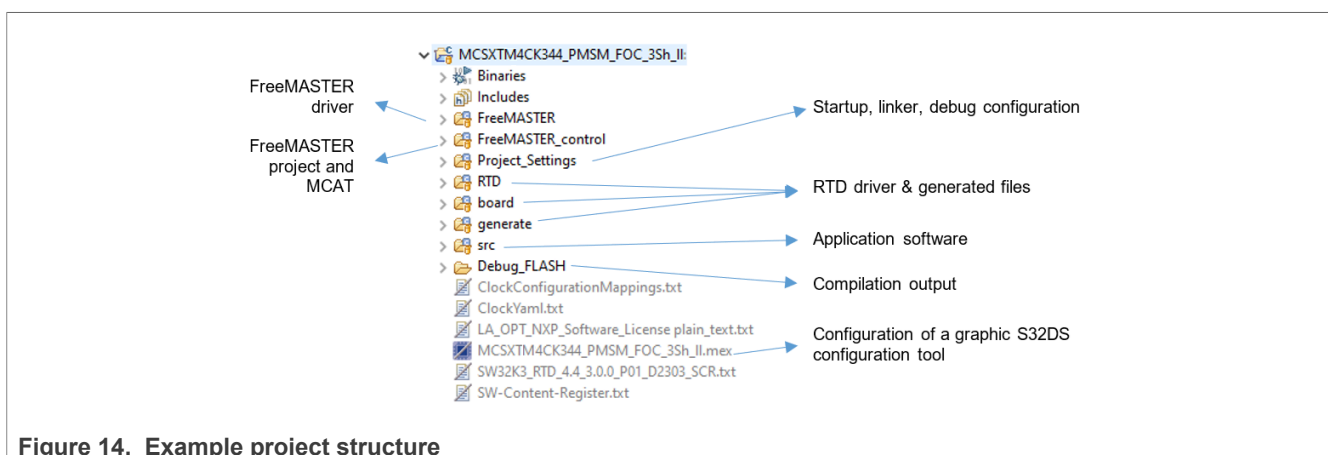 MCSXTM4CK344_PMSM_FOC_3Sh_II:
Binaries
Includes
FreeMASTER
FreeMASTER_control
Project_Settings
RTD
board
generate
src
Debug_FLASH
ClockConfigurationMappings.txt
ClockYaml.txt
LA_OPT_NXP_Software_License plain_text.txt
MCSXTM4CK344_PMSM_FOC_3Sh_II.mex
SW32K3_RTD_4.4_3.0.0_P01_D2303_SCR.txt
SW-Content-Register.txt
FreeMASTER
driver
FreeMASTER
project and
MCAT
Startup, linker, debug configuration
RTD driver & generated files
Application software
Compilation output
Configuration of a graphic S32DS
configuration tool
Figure 14. Example project structure